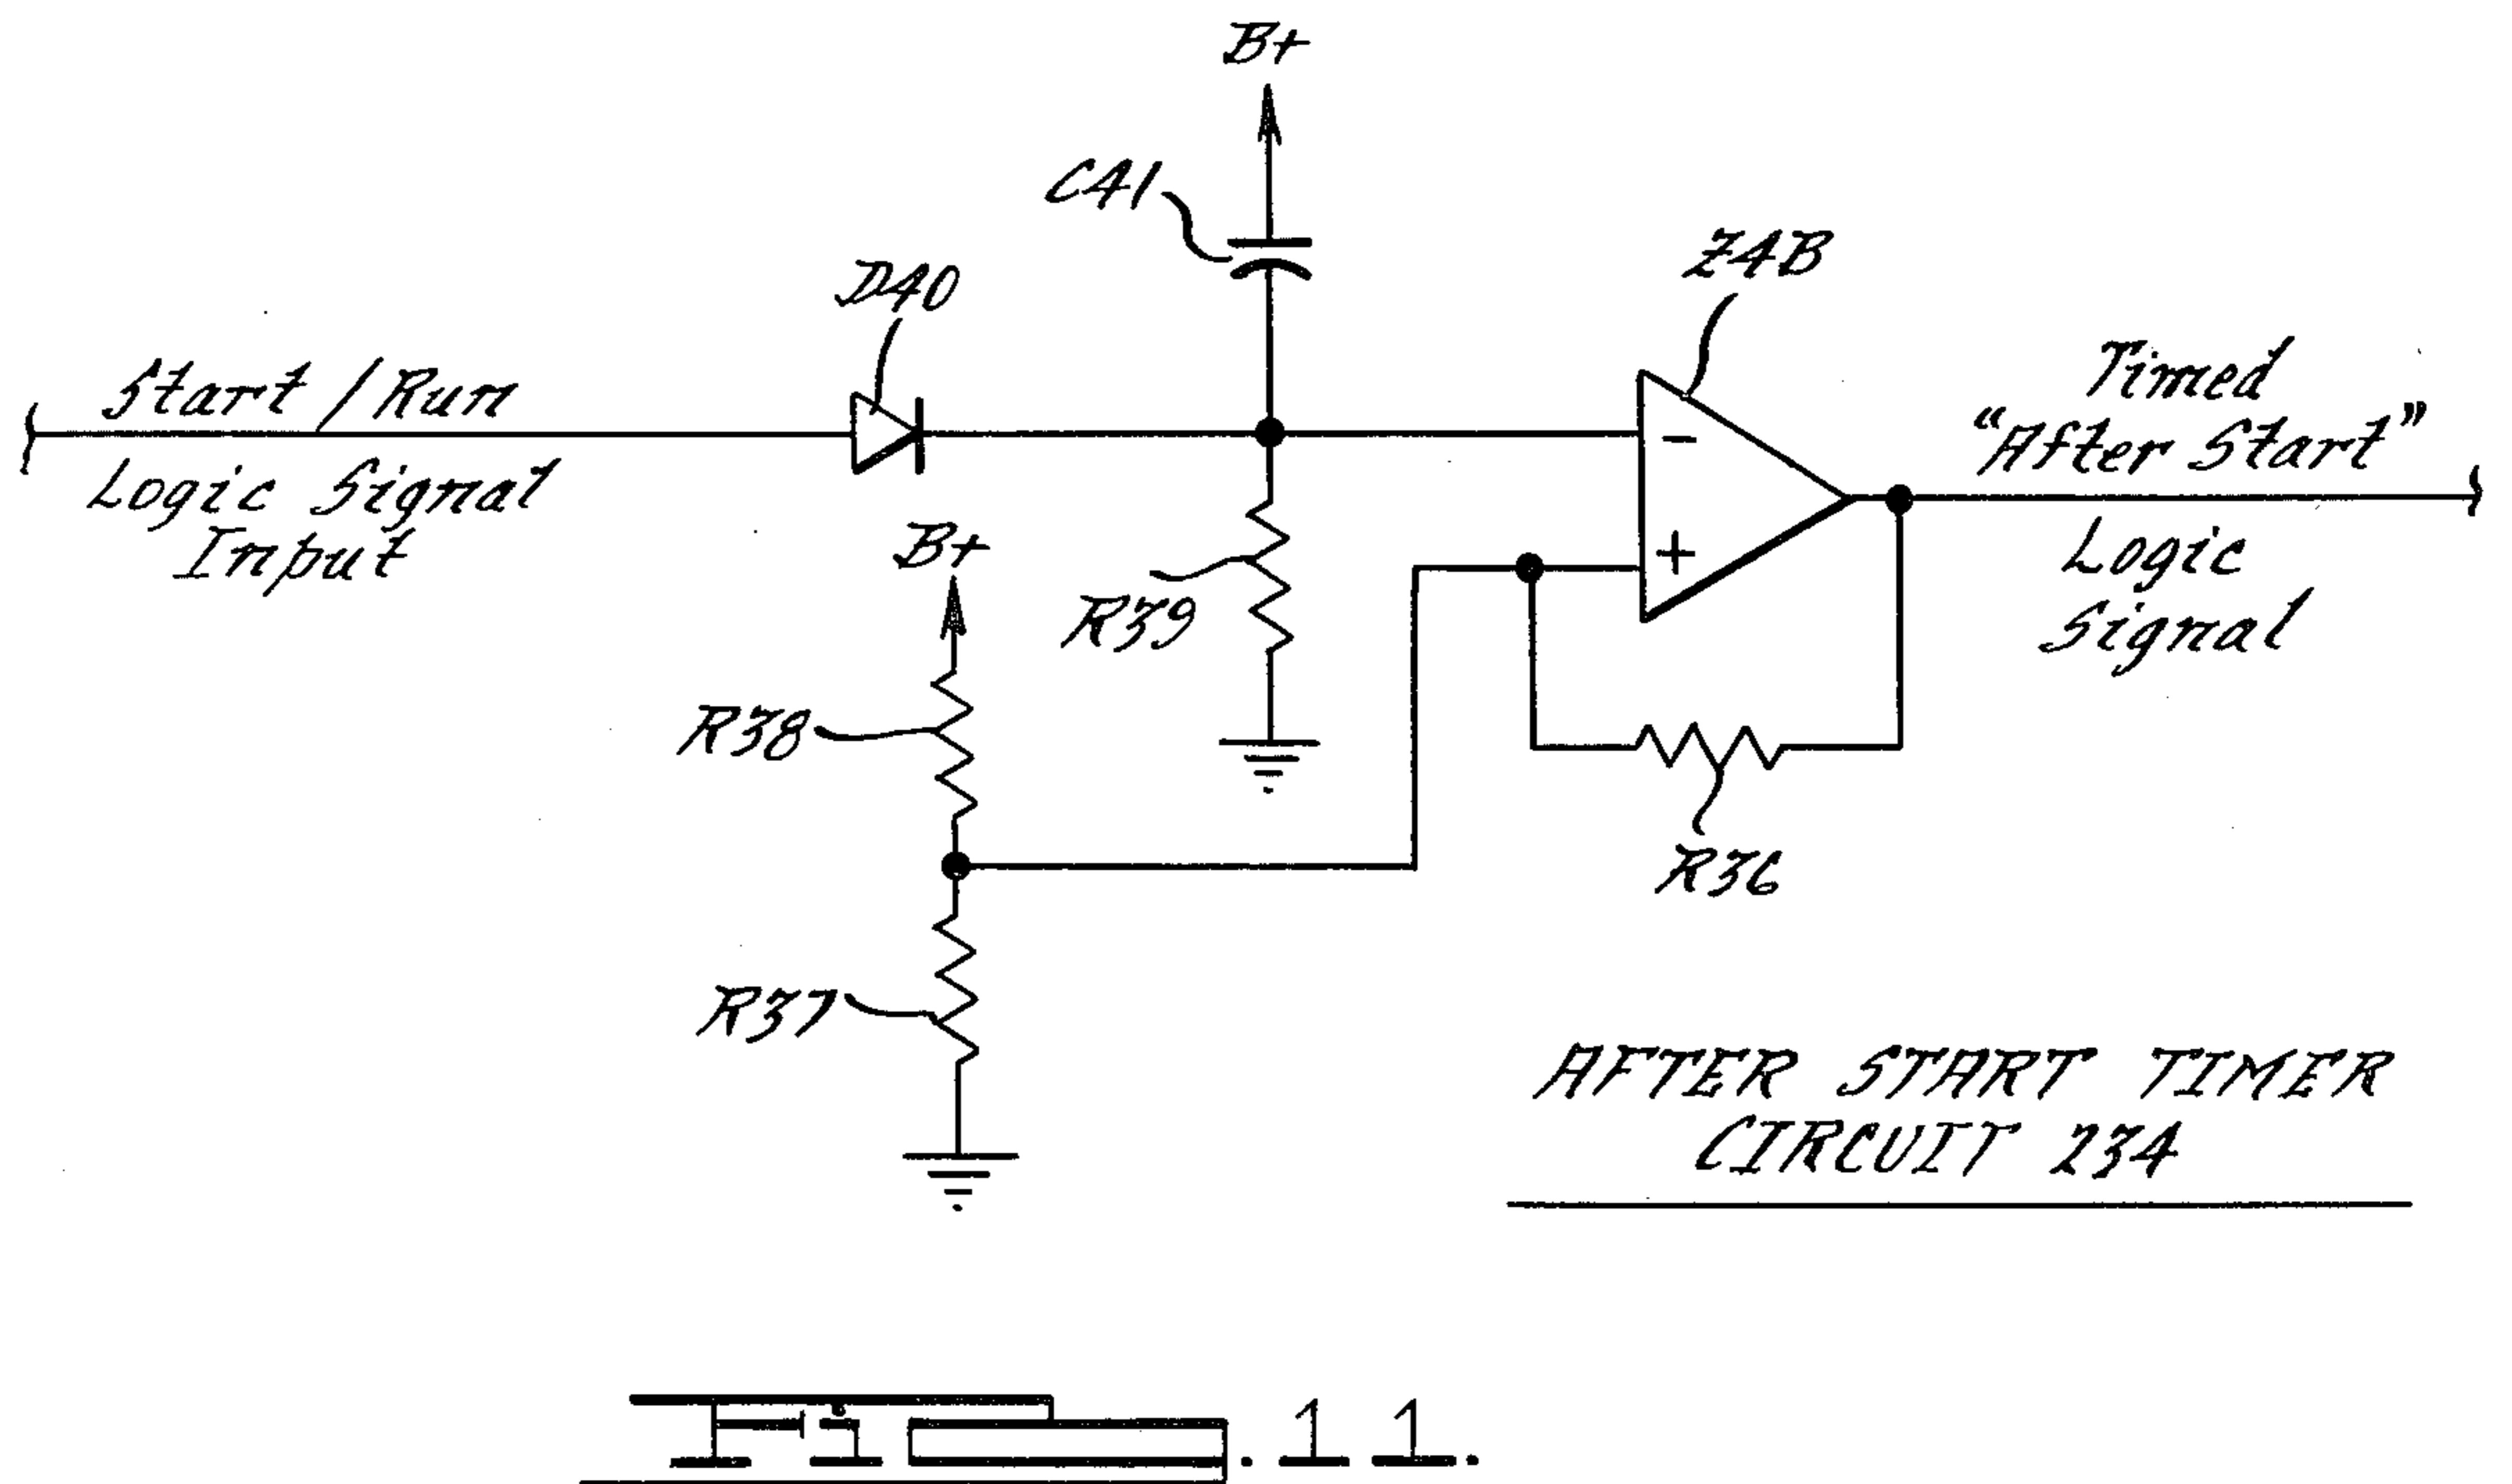 B+
CA1
Z4B
D40
Start / Run
Logic Signal
Input
Timed
“After Start”
Logic
Signal
B+
R39
-
+
R38
R36
R37
AFTER START TIMER
CIRCUIT 234
Fig. 11.